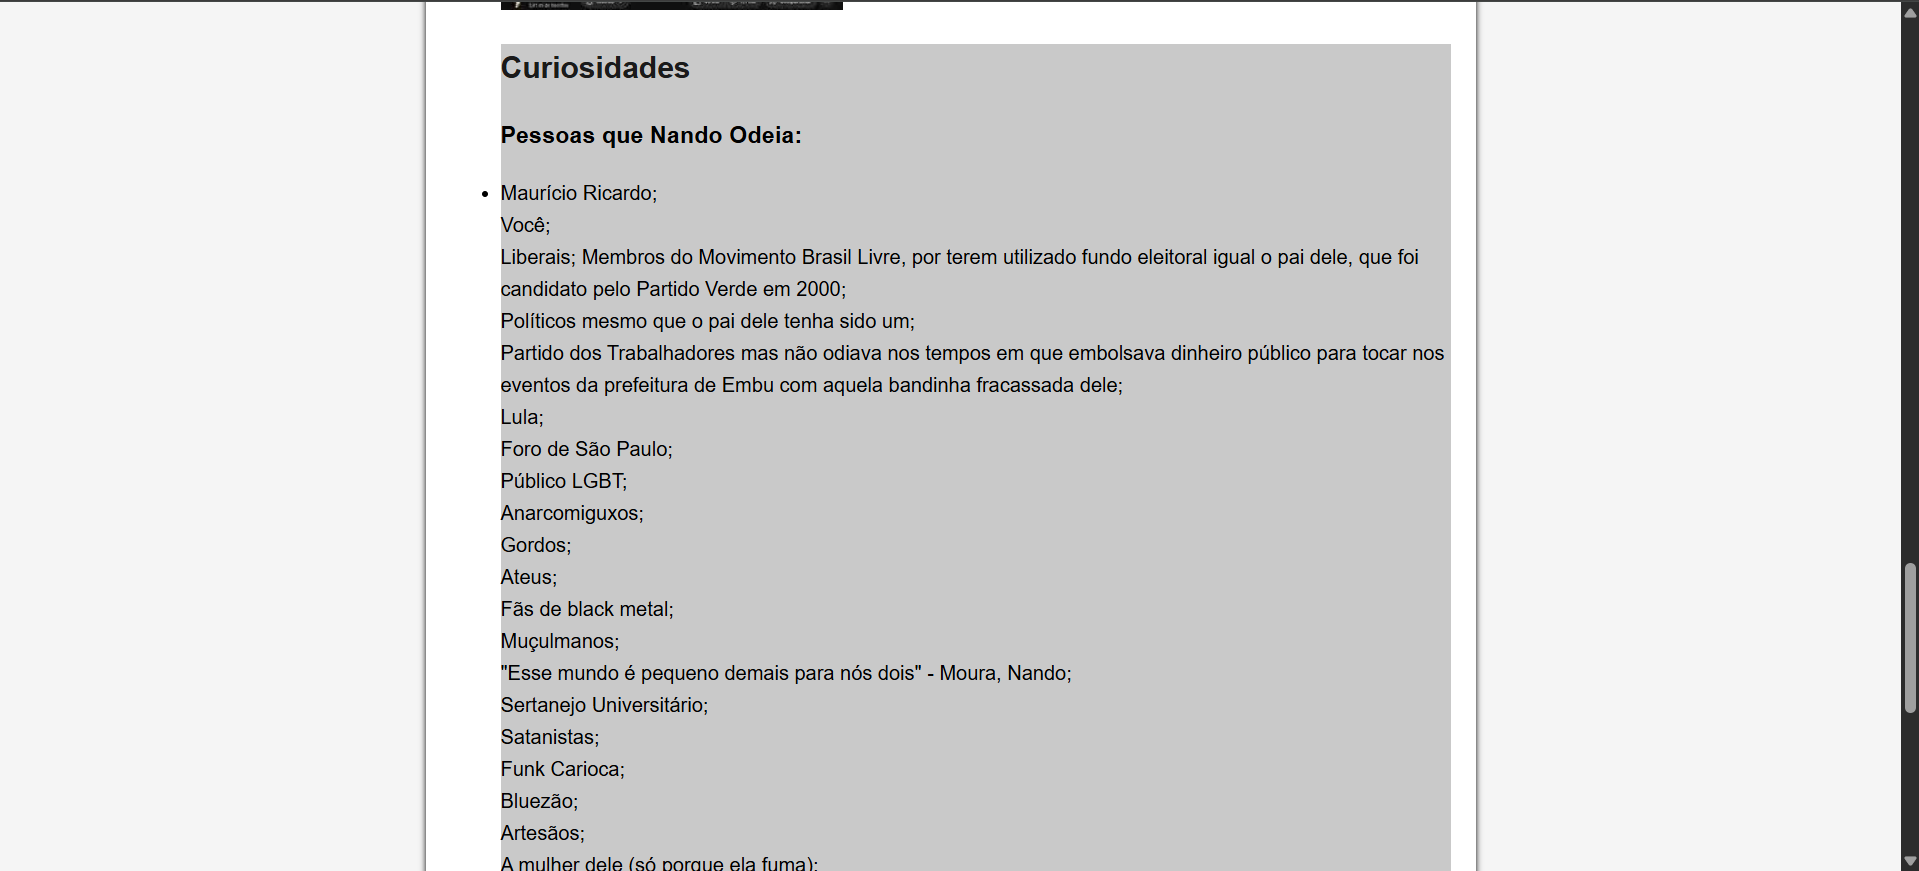 Curiosidades
Pessoas que Nando Odeia:
Maurício Ricardo;
Você;
Liberais; Membros do Movimento Brasil Livre, por terem utilizado fundo eleitoral igual o pai dele, que foi
candidato pelo Partido Verde em 2000;
Políticos mesmo que o pai dele tenha sido um;
Partido dos Trabalhadores mas não odiava nos tempos em que embolsava dinheiro público para tocar nos
eventos da prefeitura de Embu com aquela bandinha fracassada dele;
Lula;
Foro de São Paulo;
Público LGBT;
Anarcomiguxos;
Gordos;
Ateus;
Fãs de black metal;
Muçulmanos;
"Esse mundo é pequeno demais para nós dois" - Moura, Nando;
Sertanejo Universitário;
Satanistas;
Funk Carioca;
Bluezão;
Artesãos;
A mulher dele (só porque ela fuma);